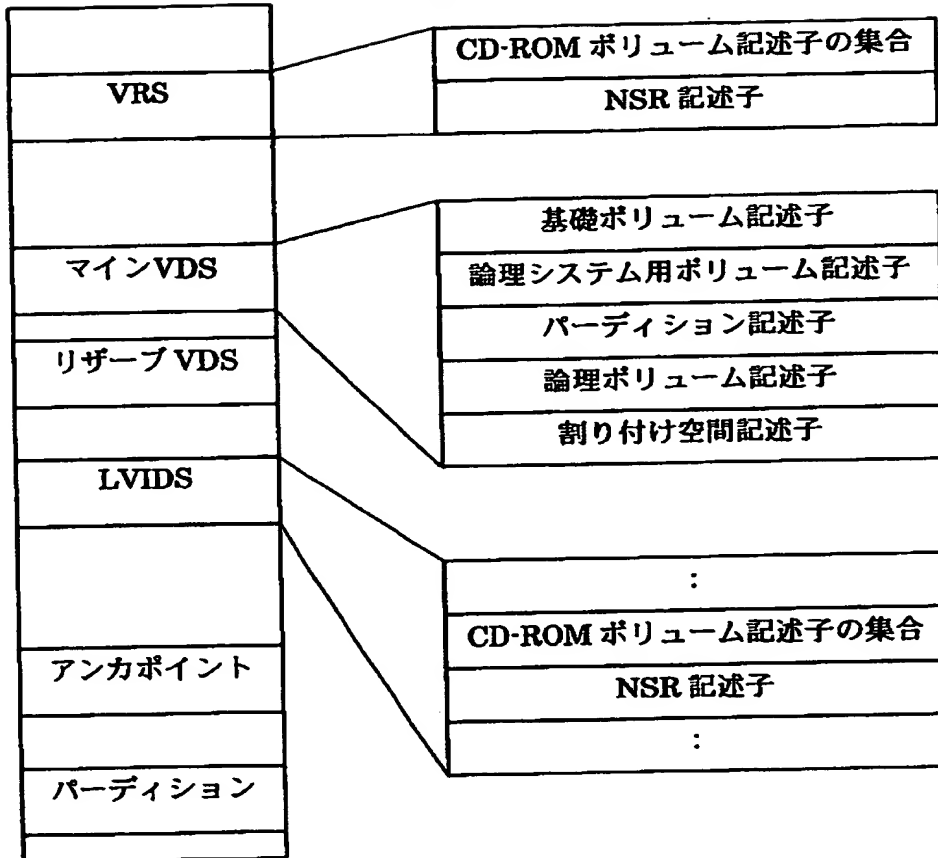 VRS
マインVDS
リザーブ VDS
LVIDS
アンカポイント
パーディション
CD-ROM ボリューム記述子の集合
NSR 記述子
基礎ボリューム記述子
論理システム用ボリューム記述子
パーディション記述子
論理ボリューム記述子
割り付け空間記述子
:
CD-ROM ボリューム記述子の集合
NSR 記述子
: